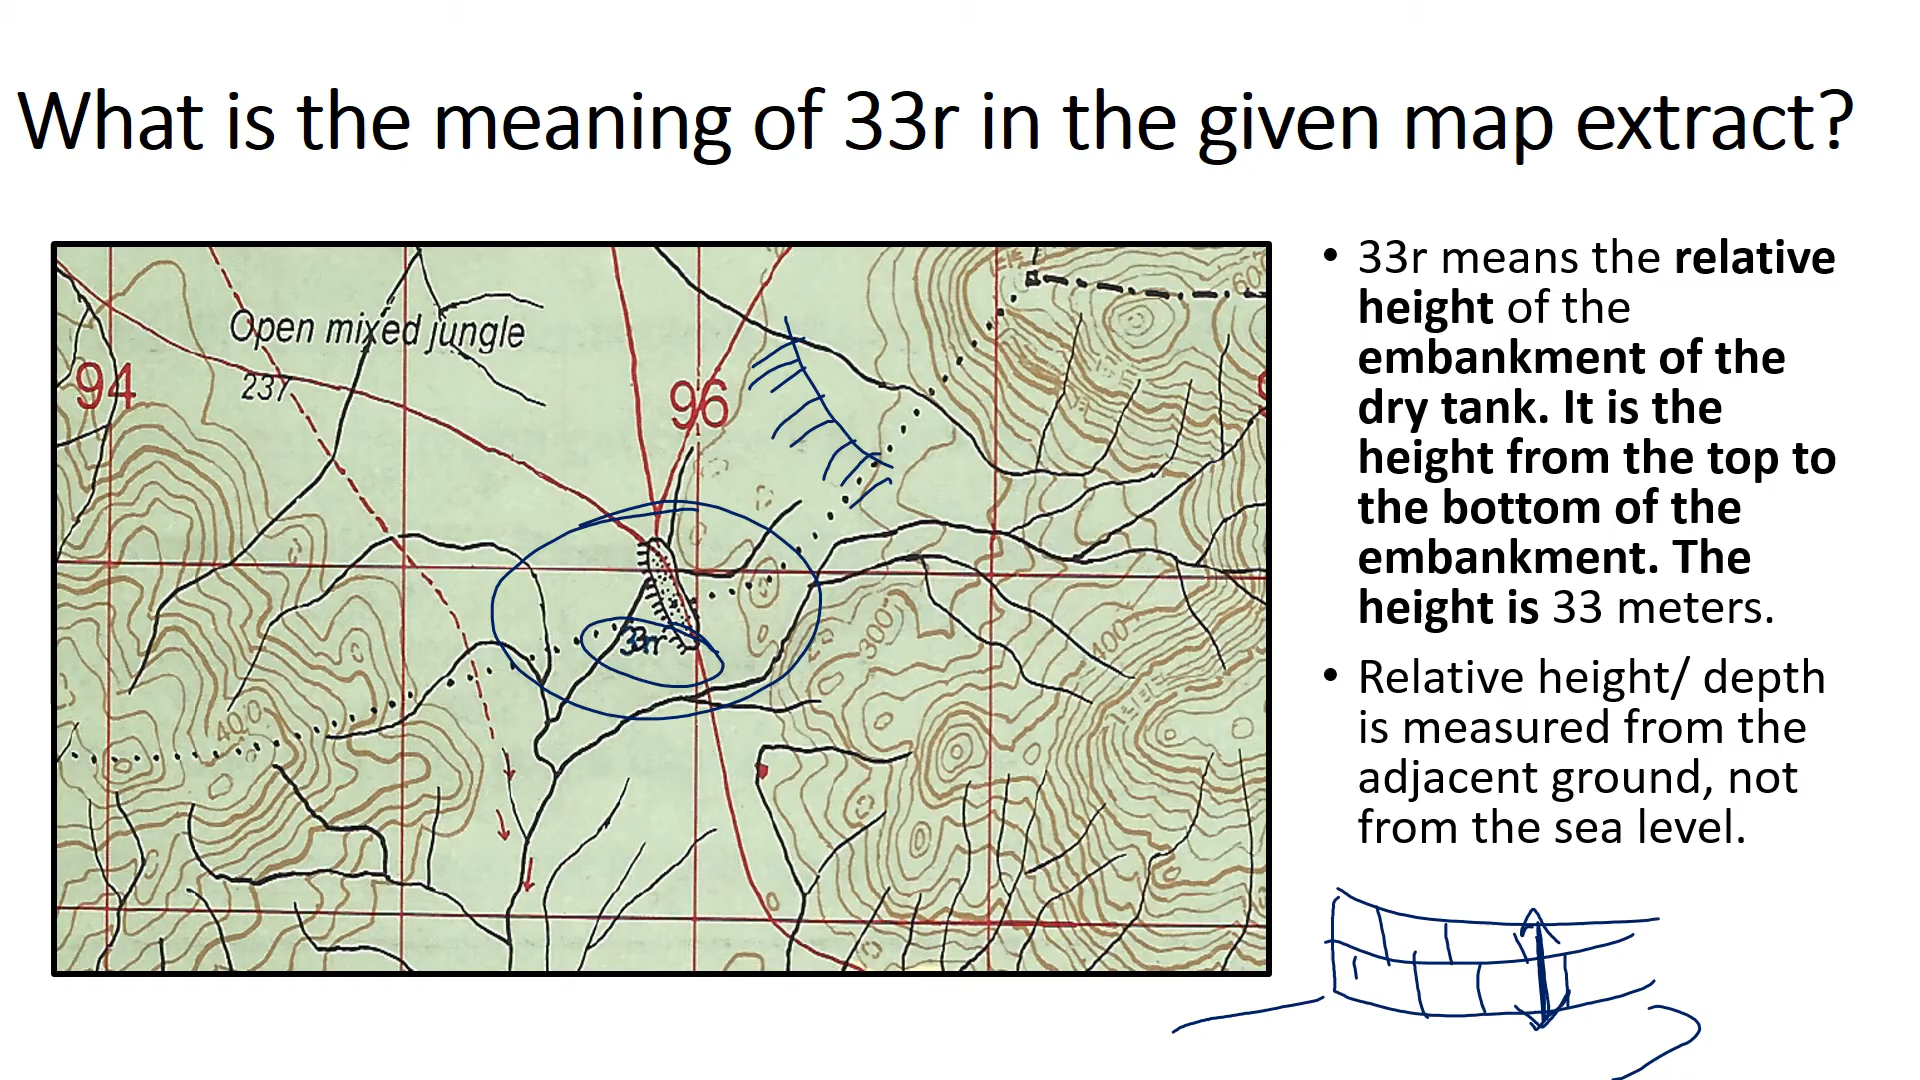 What is the meaning of 33r in the given map extract?
Open mixed jungle
237
94
96
33r
300
400
400
• 33r means the relative
height of the
embankment of the
dry tank. It is the
height from the top to
the bottom of the
embankment. The
height is 33 meters.
• Relative height/ depth
is measured from the
adjacent ground, not
from the sea level.